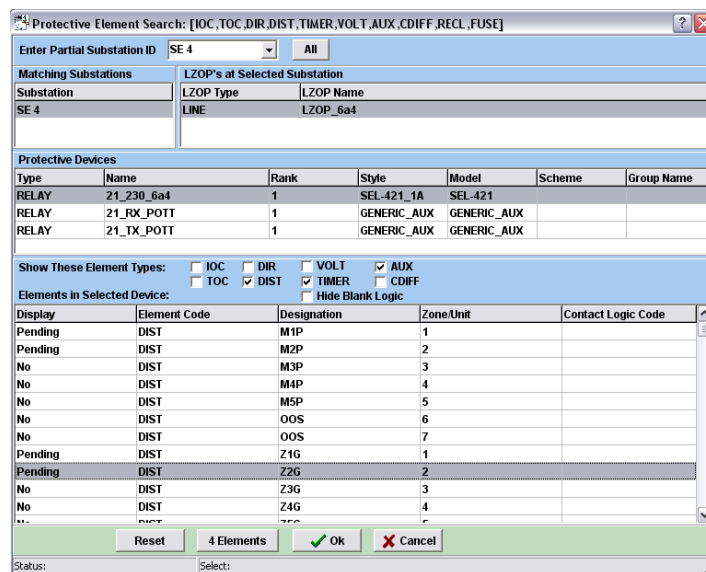 Protective Element Search: [IOC,TOC,DIR,DIST,TIMER,VOLT,AUX,CDIFF,RECL,FUSE]
Enter Partial Substation ID SE 4 All
Matching Substations LZOP's at Selected Substation
Substation LZOP Type LZOP Name
SE 4 LINE LZOP_6a4
Protective Devices
Type Name Rank Style Model Scheme Group Name
RELAY 21_230_6a4 1 SEL-421_1A SEL-421
RELAY 21_RX_POTT 1 GENERIC_AUX GENERIC_AUX
RELAY 21_TX_POTT 1 GENERIC_AUX GENERIC_AUX
Show These Element Types: IOC DIR VOLT AUX
TOC DIST TIMER CDIFF
Elements in Selected Device: Hide Blank Logic
Display Element Code Designation Zone/Unit Contact Logic Code
Pending DIST M1P 1
Pending DIST M2P 2
No DIST M3P 3
No DIST M4P 4
No DIST M5P 5
No DIST OOS 6
No DIST OOS 7
Pending DIST Z1G 1
Pending DIST Z2G 2
No DIST Z3G 3
No DIST Z4G 4
No DIST Z5G 5
Reset 4 Elements Ok Cancel
Status: Select: